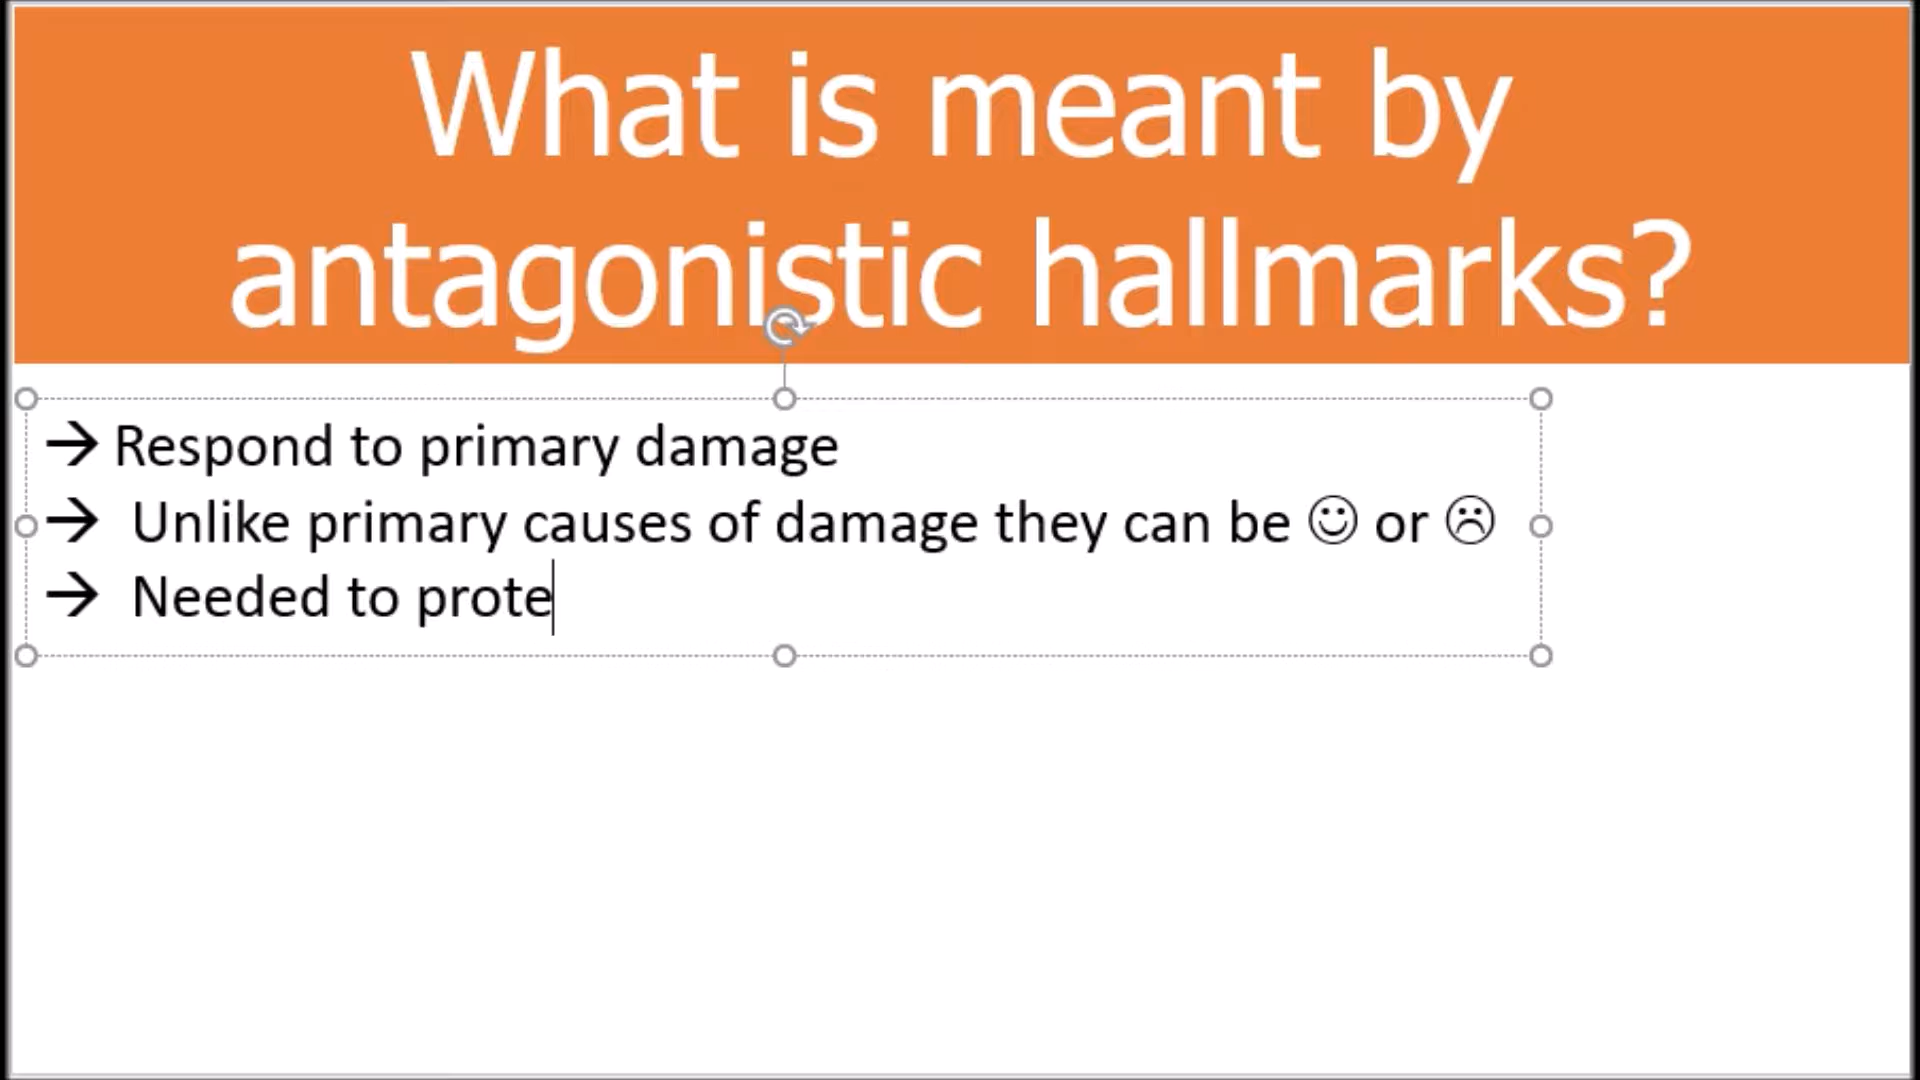 What is meant by
antagonistic hallmarks?
→ Respond to primary damage
→ Unlike primary causes of damage they can be ☺ or ☹
→ Needed to prote